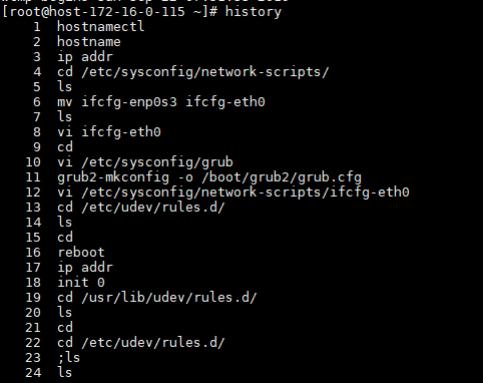 [root@host-172-16-0-115 ~]# history
1 hostnamectl
2 hostname
3 ip addr
4 cd /etc/sysconfig/network-scripts/
5 ls
6 mv ifcfg-enp0s3 ifcfg-eth0
7 ls
8 vi ifcfg-eth0
9 cd
10 vi /etc/sysconfig/grub
11 grub2-mkconfig -o /boot/grub2/grub.cfg
12 vi /etc/sysconfig/network-scripts/ifcfg-eth0
13 cd /etc/udev/rules.d/
14 ls
15 cd
16 reboot
17 ip addr
18 init 0
19 cd /usr/lib/udev/rules.d/
20 ls
21 cd
22 cd /etc/udev/rules.d/
23 ;ls
24 ls